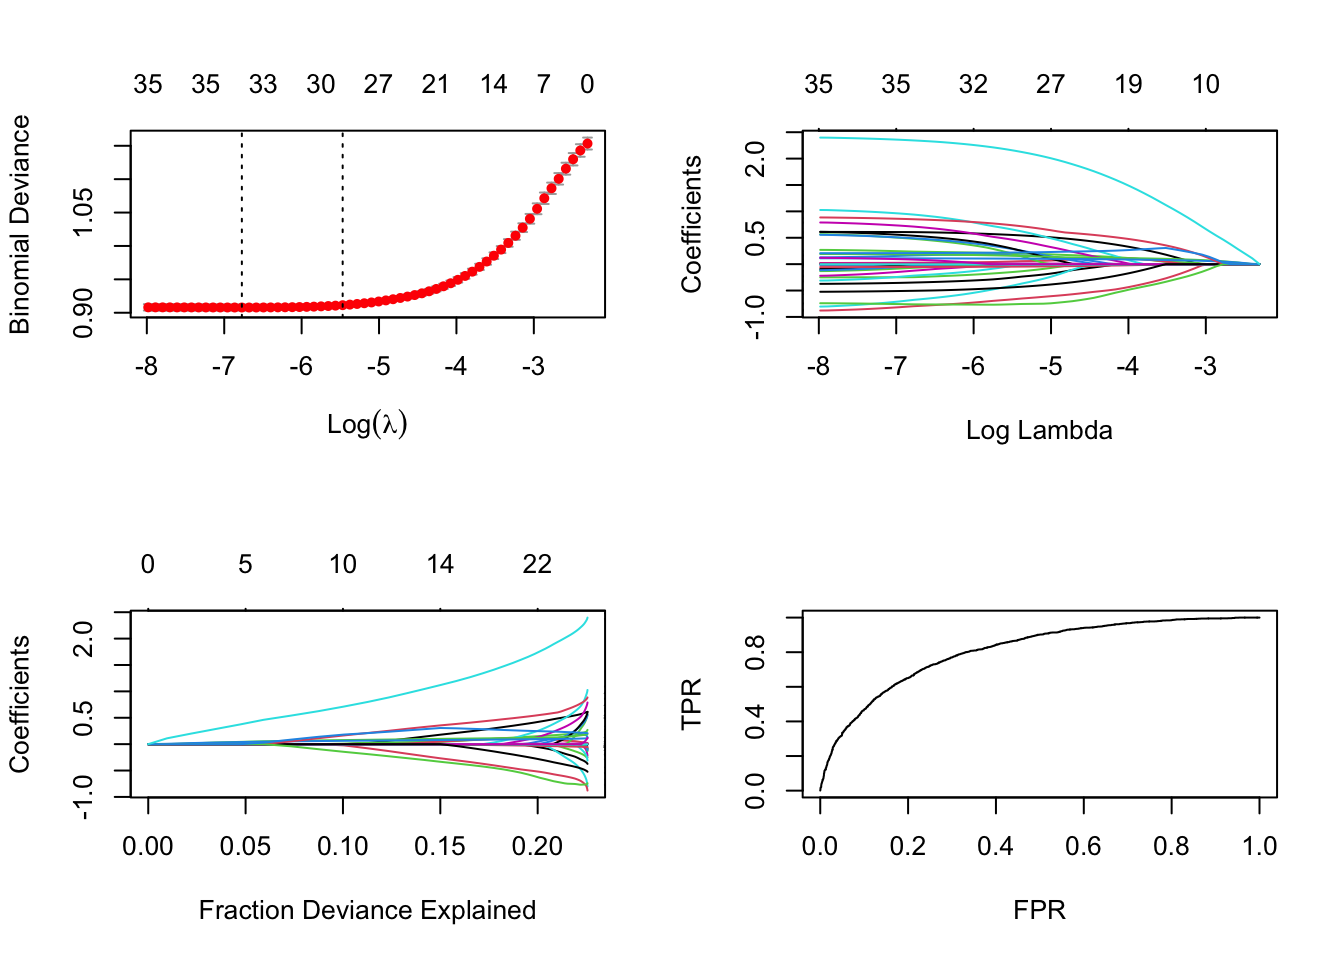 35 35 33 30 27 21 14 7 0
Binomial Deviance
0.90 1.05
-8 -7 -6 -5 -4 -3
Log(λ)
35 35 32 27 19 10
Coefficients
-1.0 0.5 2.0
-8 -7 -6 -5 -4 -3
Log Lambda
0 5 10 14 22
Coefficients
-1.0 0.5 2.0
0.00 0.05 0.10 0.15 0.20
Fraction Deviance Explained
TPR
0.0 0.4 0.8
0.0 0.2 0.4 0.6 0.8 1.0
FPR